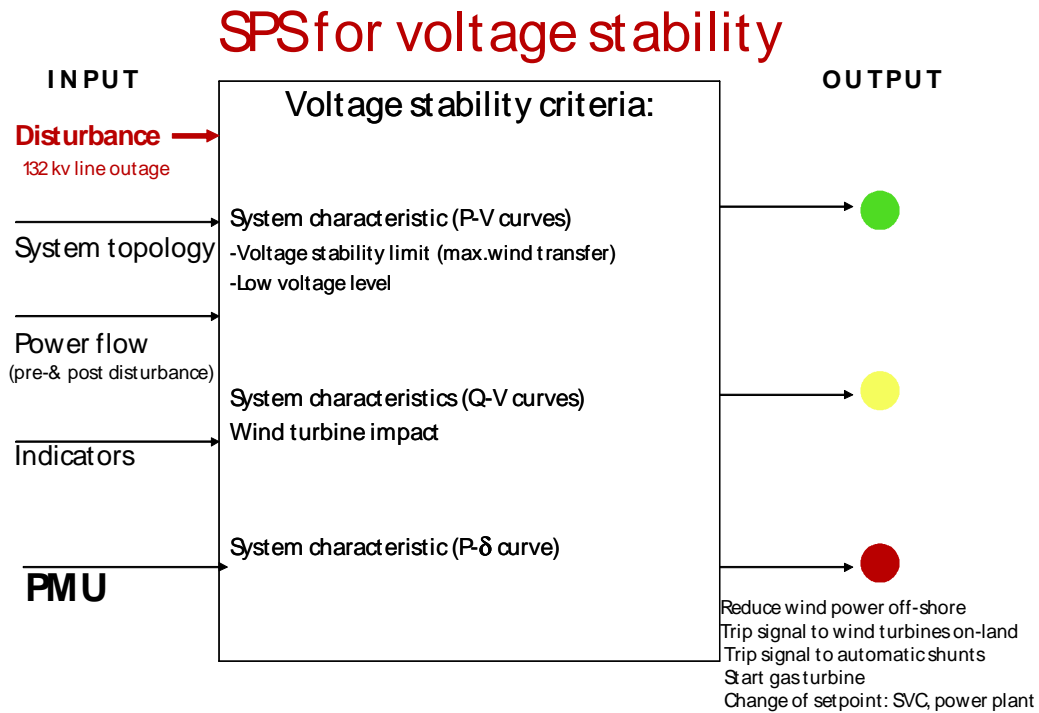 SPS for voltage stability
INPUT
OUTPUT
Voltage stability criteria:
Disturbance
132 kv line outage
System characteristic (P-V curves)
System topology
-Voltage stability limit (max.wind transfer)
-Low voltage level
Power flow
(pre-& post disturbance)
System characteristics (Q-V curves)
Wind turbine impact
Indicators
System characteristic (P-δ curve)
PMU
Reduce wind power off-shore
Trip signal to wind turbines on-land
Trip signal to automatic shunts
Start gas turbine
Change of setpoint: SVC, power plant